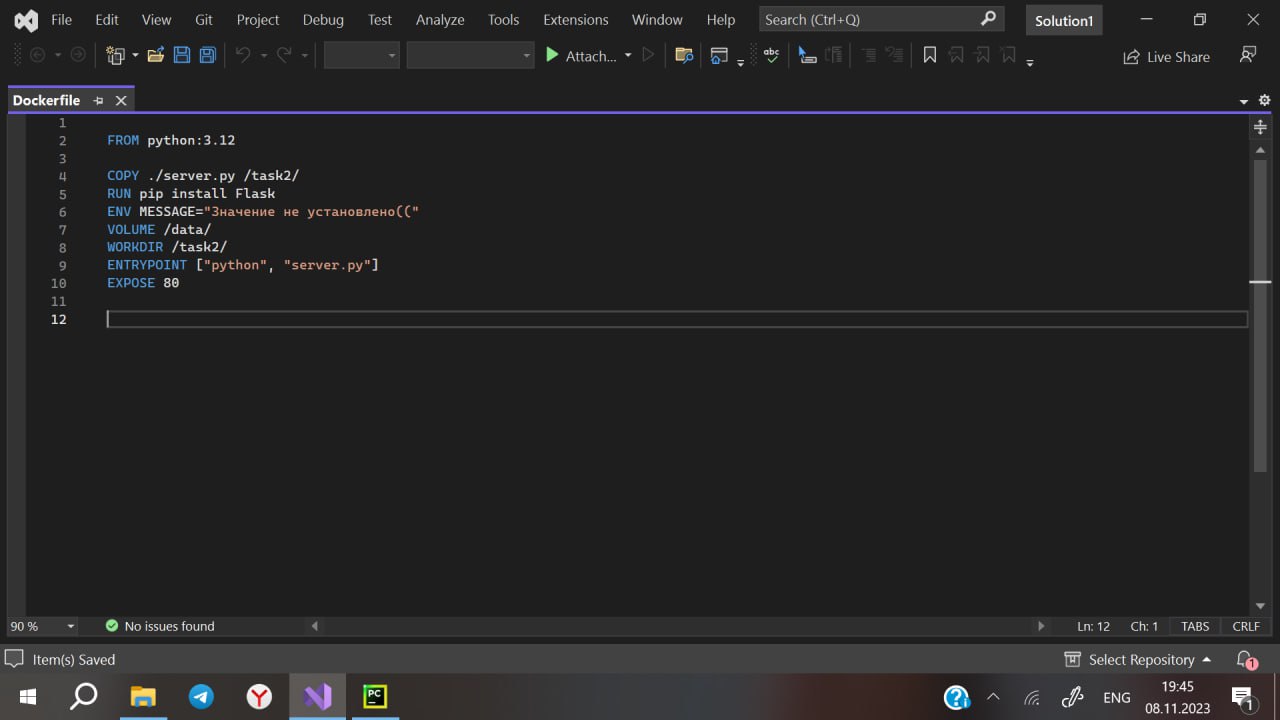 File Edit View Git Project Debug Test Analyze Tools Extensions Window Help Search (Ctrl+Q) Solution1
Attach... abc Live Share
Dockerfile
1
2 FROM python:3.12
3
4 COPY ./server.py /task2/
5 RUN pip install Flask
6 ENV MESSAGE="Значение не установлено(("
7 VOLUME /data/
8 WORKDIR /task2/
9 ENTRYPOINT ["python", "server.py"]
10 EXPOSE 80
11
12
90 % No issues found Ln: 12 Ch: 1 TABS CRLF
Item(s) Saved Select Repository 1
PC ENG 19:45
08.11.2023 1